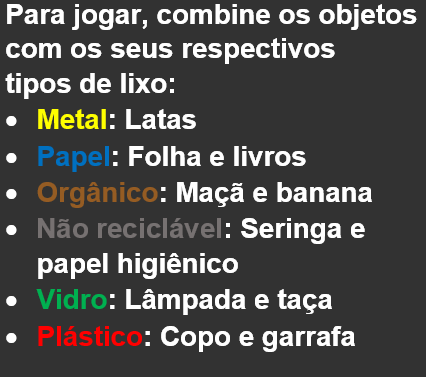 Para jogar, combine os objetos
com os seus respectivos
tipos de lixo:
• Metal: Latas
• Papel: Folha e livros
• Orgânico: Maçã e banana
• Não reciclável: Seringa e
papel higiênico
• Vidro: Lâmpada e taça
• Plástico: Copo e garrafa